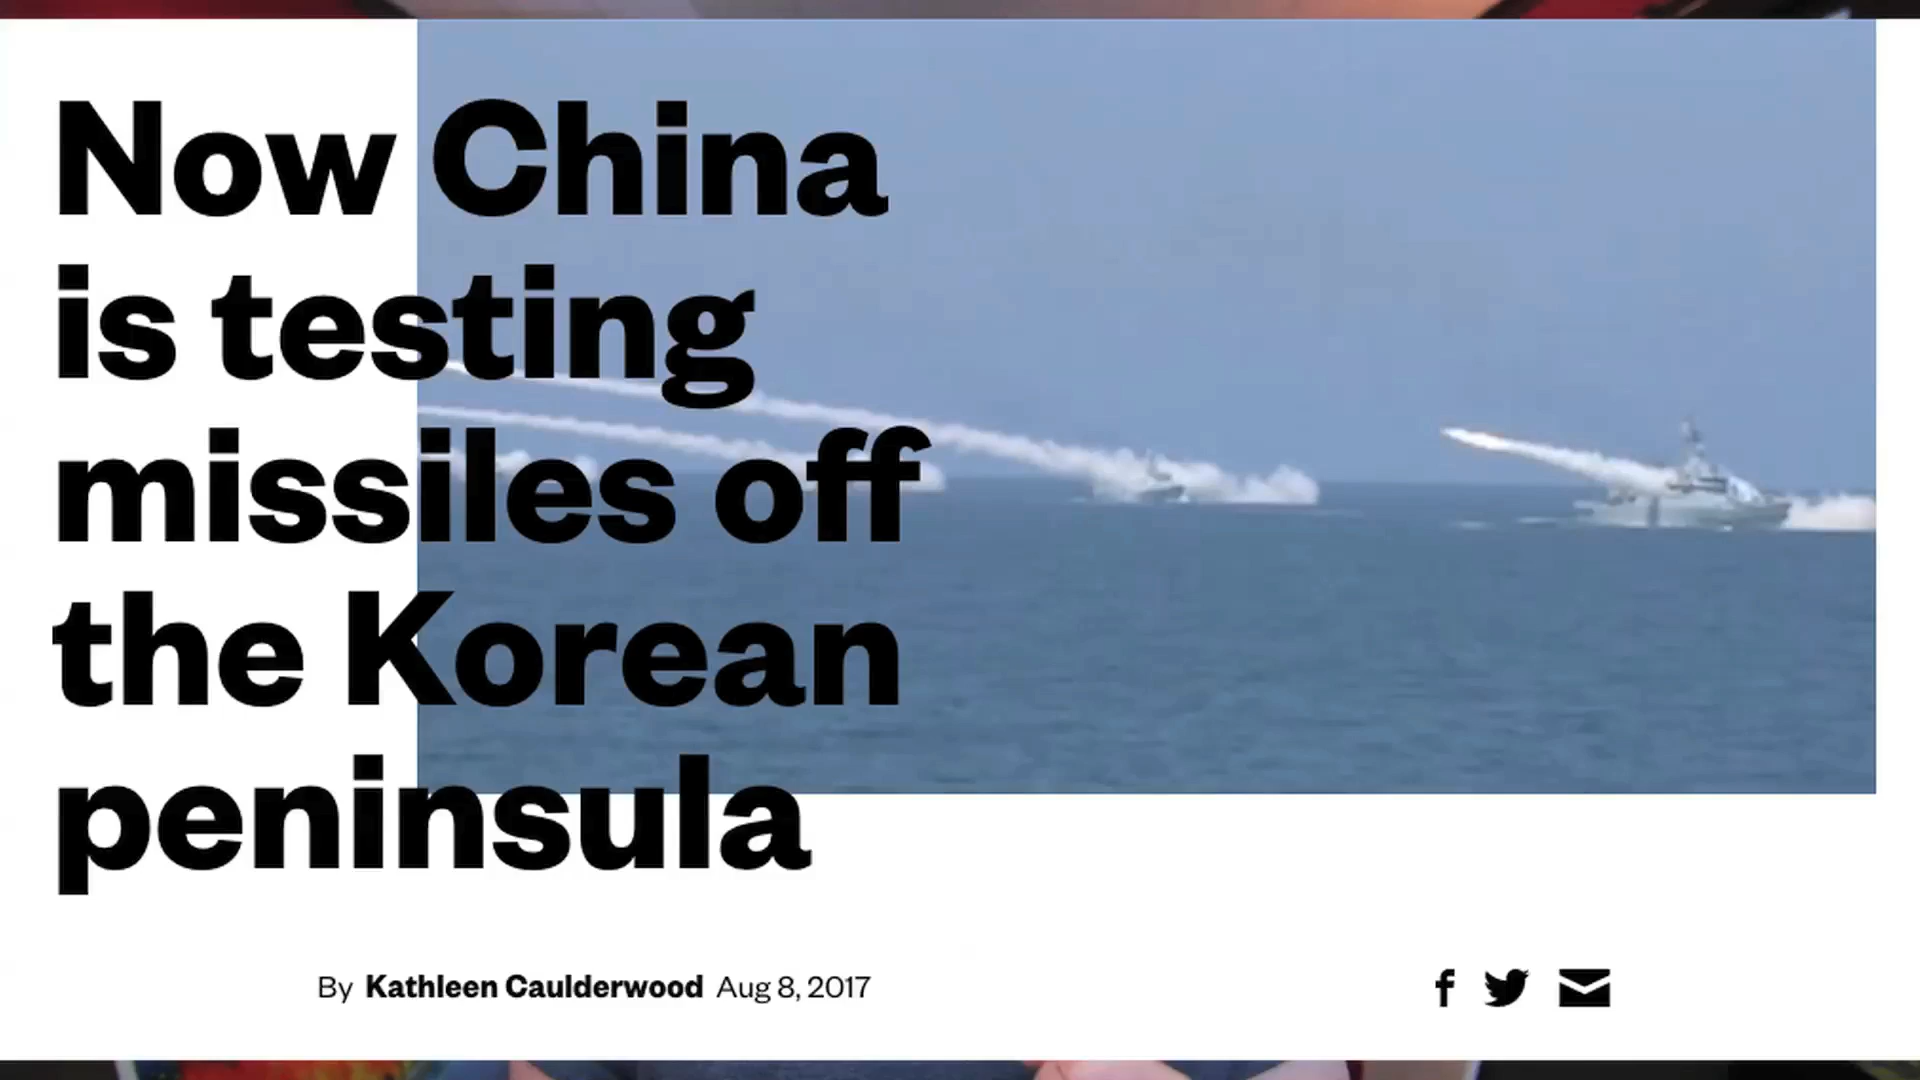 Now China
is testing
missiles off
the Korean
peninsula
By Kathleen Caulderwood Aug 8, 2017